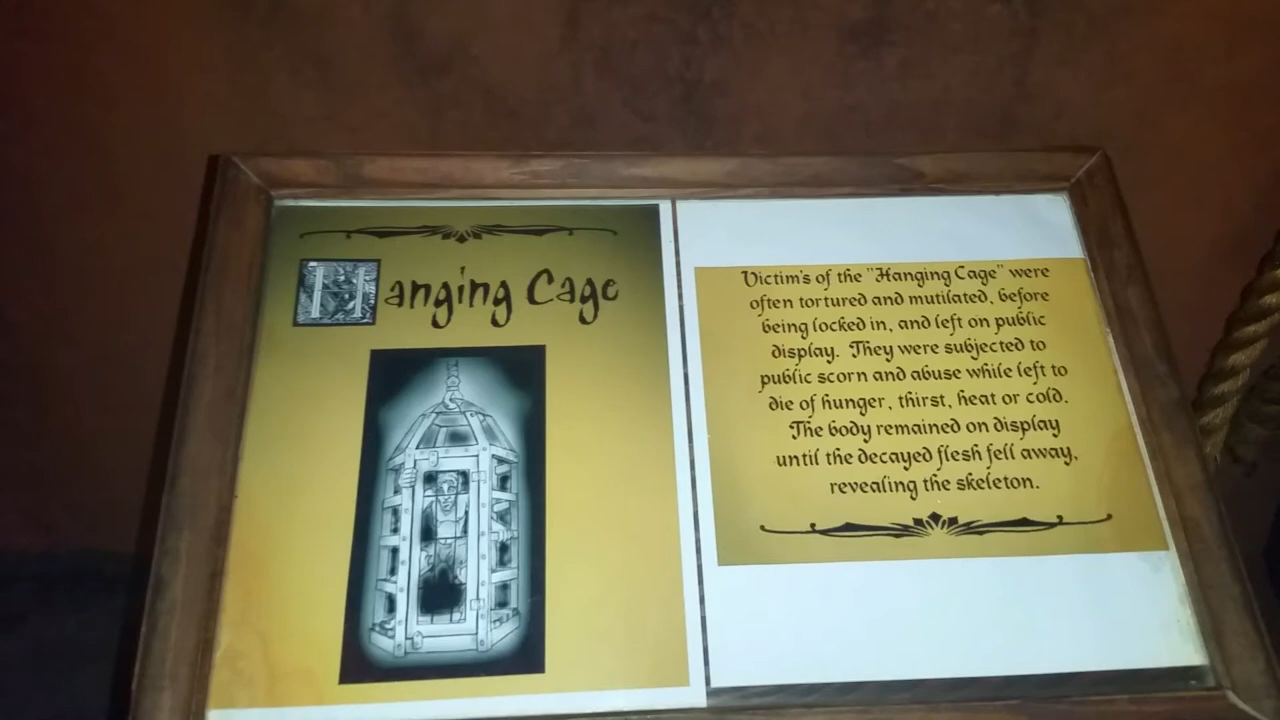 Hanging Cage
Victim's of the "Hanging Cage" were
often tortured and mutilated, before
being locked in, and left on public
display. They were subjected to
public scorn and abuse while left to
die of hunger, thirst, heat or cold.
The body remained on display
until the decayed flesh fell away,
revealing the skeleton.